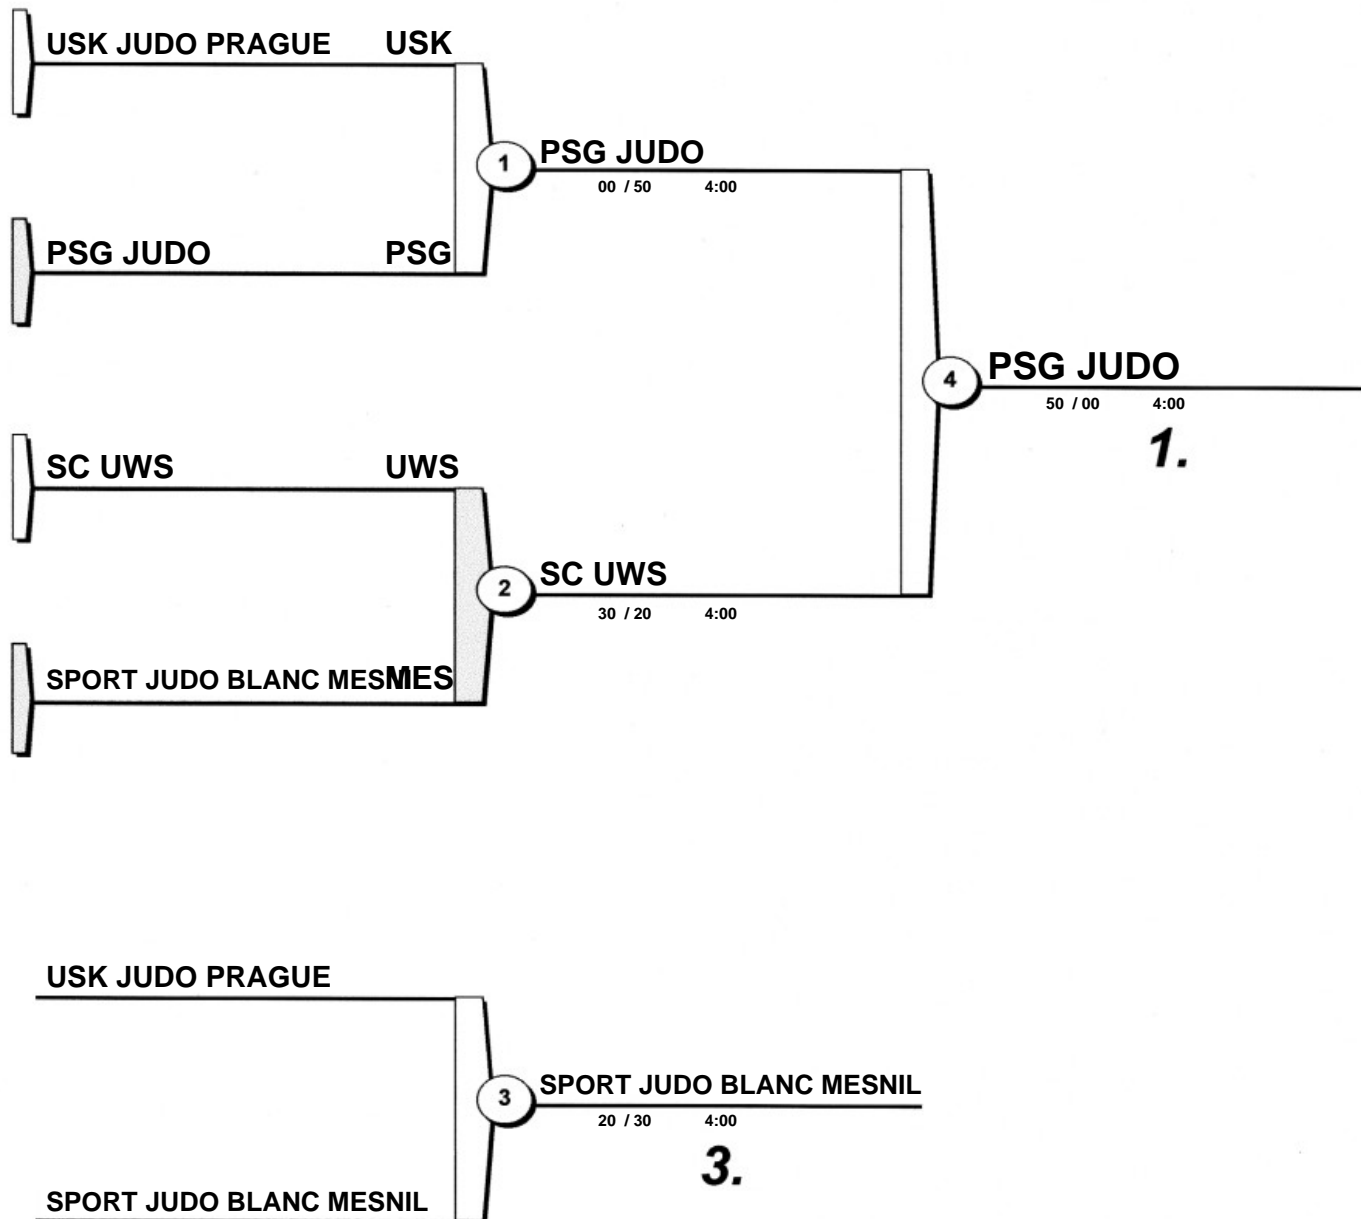 USK JUDO PRAGUE USK
1
PSG JUDO
00 / 50 4:00
PSG JUDO PSG
4
PSG JUDO
50 / 00 4:00
1.
SC UWS UWS
2
SC UWS
30 / 20 4:00
SPORT JUDO BLANC MESNIL MES
USK JUDO PRAGUE
3
SPORT JUDO BLANC MESNIL
20 / 30 4:00
3.
SPORT JUDO BLANC MESNIL